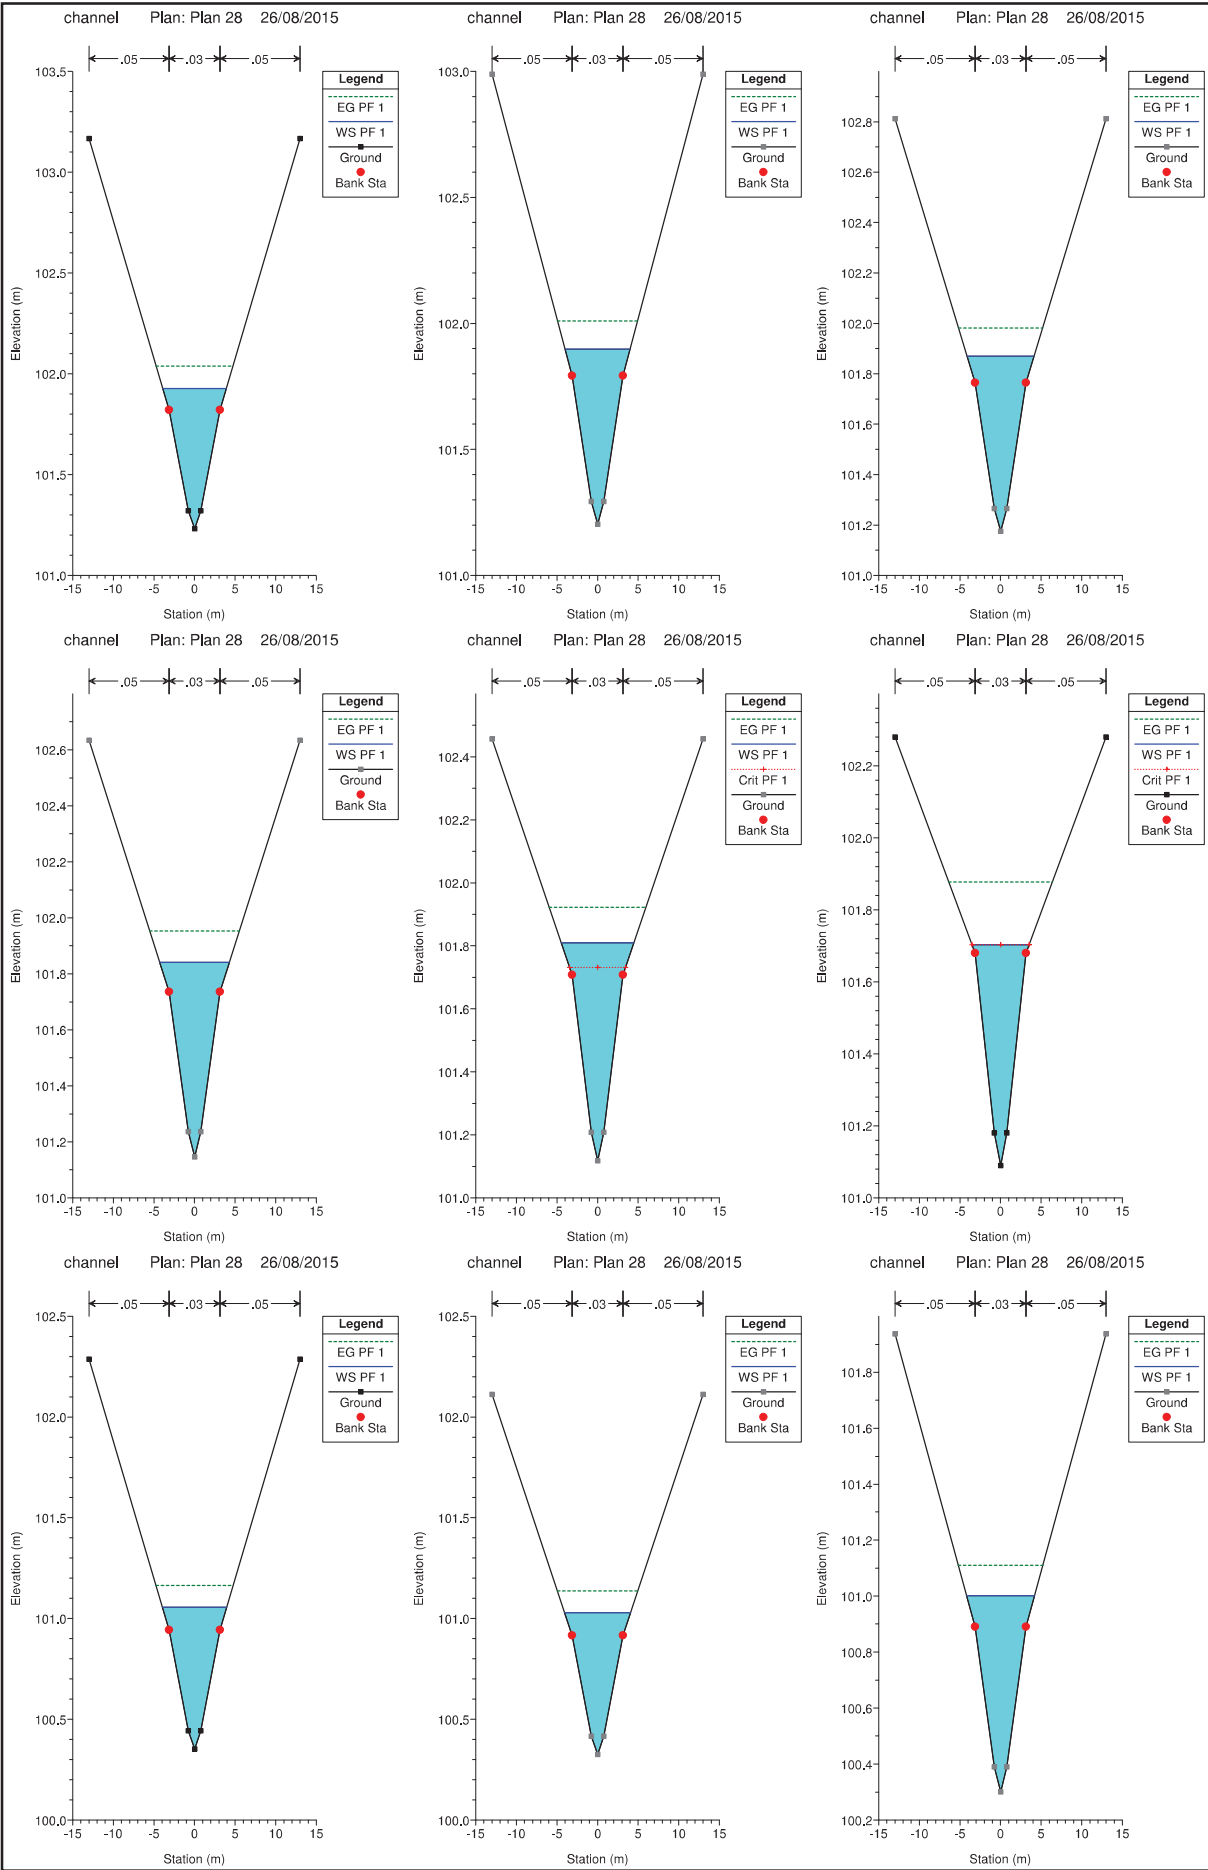 channel Plan: Plan 28 26/08/2015
.05 .03 .05
Legend
EG PF 1
WS PF 1
Ground
Bank Sta
103.5
103.0
102.5
102.0
101.5
101.0
Elevation (m)
-15 -10 -5 0 5 10 15
Station (m)
channel Plan: Plan 28 26/08/2015
.05 .03 .05
Legend
EG PF 1
WS PF 1
Ground
Bank Sta
103.0
102.5
102.0
101.5
101.0
Elevation (m)
-15 -10 -5 0 5 10 15
Station (m)
channel Plan: Plan 28 26/08/2015
.05 .03 .05
Legend
EG PF 1
WS PF 1
Ground
Bank Sta
102.8
102.6
102.4
102.2
102.0
101.8
101.6
101.4
101.2
101.0
Elevation (m)
-15 -10 -5 0 5 10 15
Station (m)
channel Plan: Plan 28 26/08/2015
.05 .03 .05
Legend
EG PF 1
WS PF 1
Ground
Bank Sta
102.6
102.4
102.2
102.0
101.8
101.6
101.4
101.2
101.0
Elevation (m)
-15 -10 -5 0 5 10 15
Station (m)
channel Plan: Plan 28 26/08/2015
.05 .03 .05
Legend
EG PF 1
WS PF 1
Crit PF 1
Ground
Bank Sta
102.4
102.2
102.0
101.8
101.6
101.4
101.2
101.0
Elevation (m)
-15 -10 -5 0 5 10 15
Station (m)
channel Plan: Plan 28 26/08/2015
.05 .03 .05
Legend
EG PF 1
WS PF 1
Crit PF 1
Ground
Bank Sta
102.2
102.0
101.8
101.6
101.4
101.2
101.0
Elevation (m)
-15 -10 -5 0 5 10 15
Station (m)
channel Plan: Plan 28 26/08/2015
.05 .03 .05
Legend
EG PF 1
WS PF 1
Ground
Bank Sta
102.5
102.0
101.5
101.0
100.5
100.0
Elevation (m)
-15 -10 -5 0 5 10 15
Station (m)
channel Plan: Plan 28 26/08/2015
.05 .03 .05
Legend
EG PF 1
WS PF 1
Ground
Bank Sta
102.5
102.0
101.5
101.0
100.5
100.0
Elevation (m)
-15 -10 -5 0 5 10 15
Station (m)
channel Plan: Plan 28 26/08/2015
.05 .03 .05
Legend
EG PF 1
WS PF 1
Ground
Bank Sta
101.8
101.6
101.4
101.2
101.0
100.8
100.6
100.4
100.2
Elevation (m)
-15 -10 -5 0 5 10 15
Station (m)